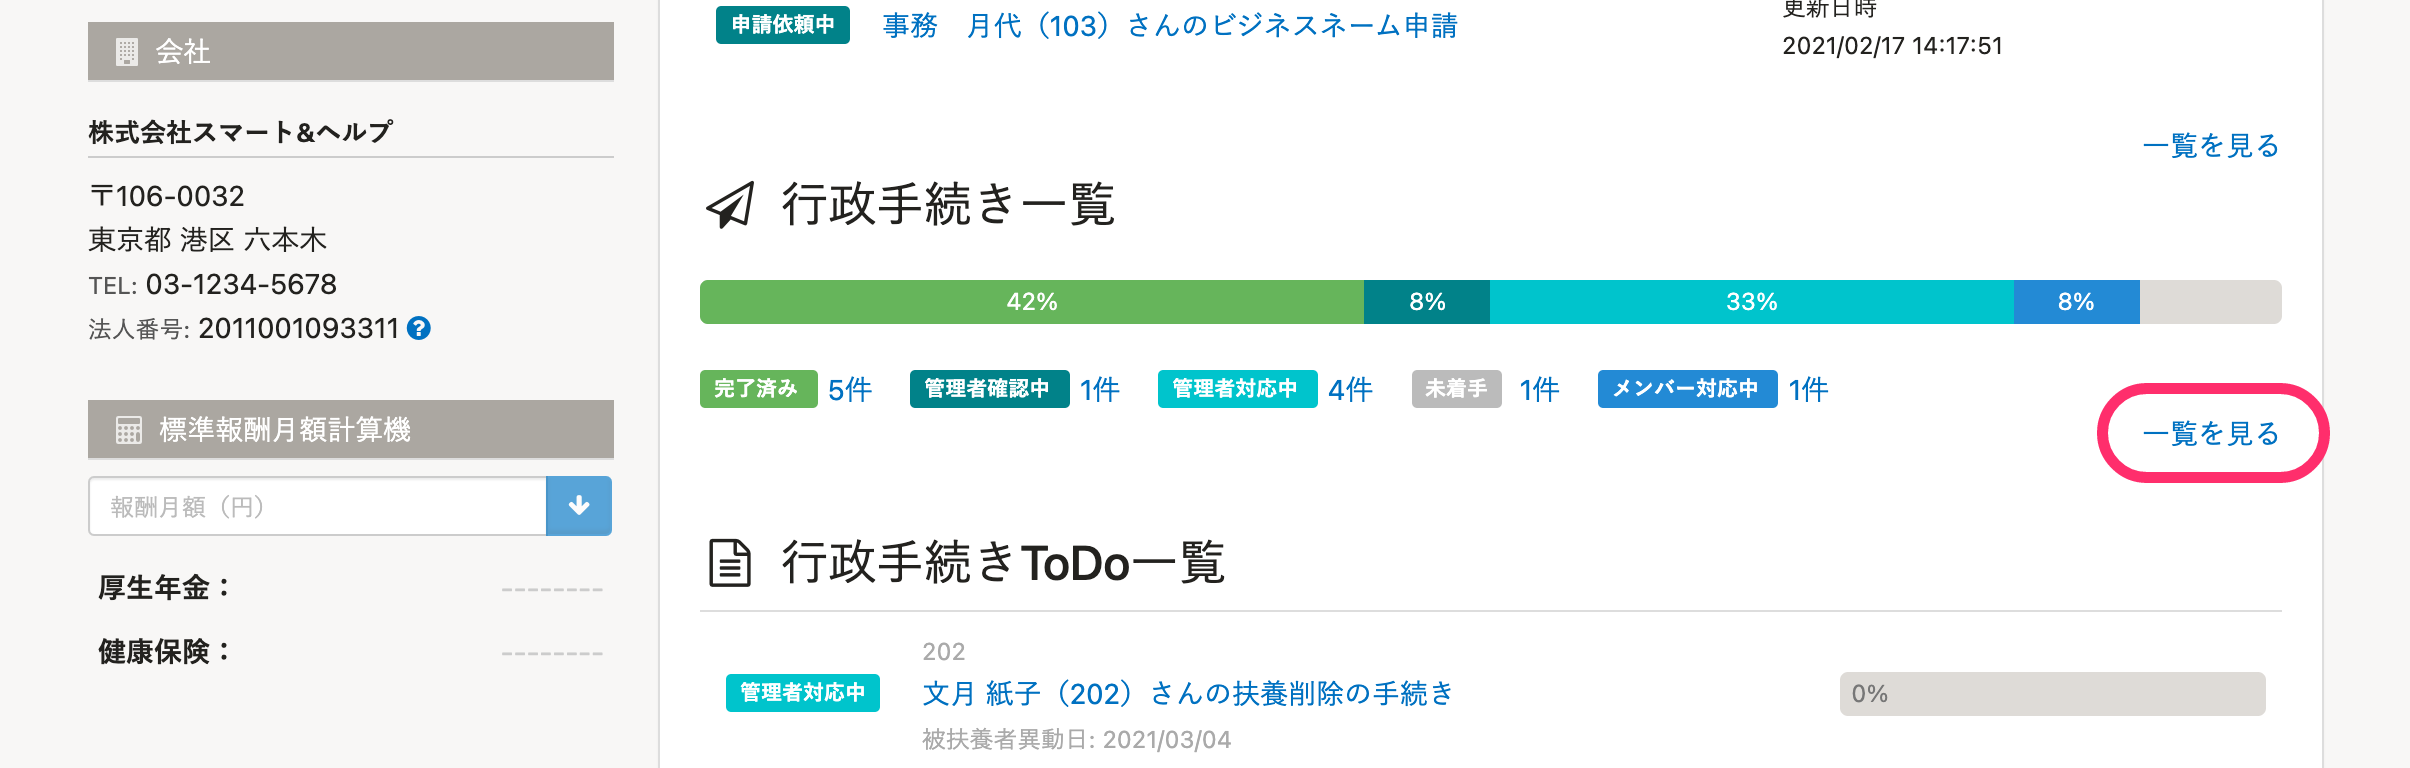 会社
株式会社スマート&ヘルプ
〒106-0032
東京都 港区 六本木
TEL: 03-1234-5678
法人番号: 2011001093311 ?
標準報酬月額計算機
報酬月額（円）
厚生年金： --------
健康保険： --------
申請依頼中 事務　月代（103）さんのビジネスネーム申請
更新日時
2021/02/17 14:17:51
一覧を見る
行政手続き一覧
42% 8% 33% 8%
完了済み 5件 管理者確認中 1件 管理者対応中 4件 未着手 1件 メンバー対応中 1件
一覧を見る
行政手続きToDo一覧
202
管理者対応中 文月 紙子（202）さんの扶養削除の手続き 0%
被扶養者異動日: 2021/03/04